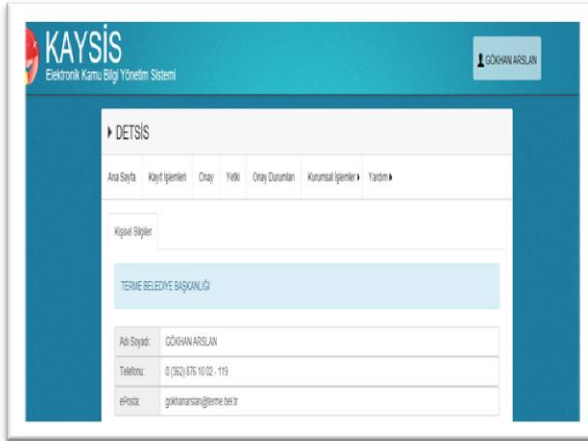 KAYSİS
Elektronik Kamu Bilgi Yönetim Sistemi
GÖKHAN ARSLAN
DETSİS
Ana Sayfa Kayıt İşlemleri Onay Yetki Onay Durumları Kurumsal İşlemler Yardım
Kişisel Bilgiler
TERME BELEDİYE BAŞKANLIĞI
Adı Soyadı: GÖKHAN ARSLAN
Telefonu: 0 (362) 876 10 02 - 119
ePosta: gokhanarslan@terme.bel.tr